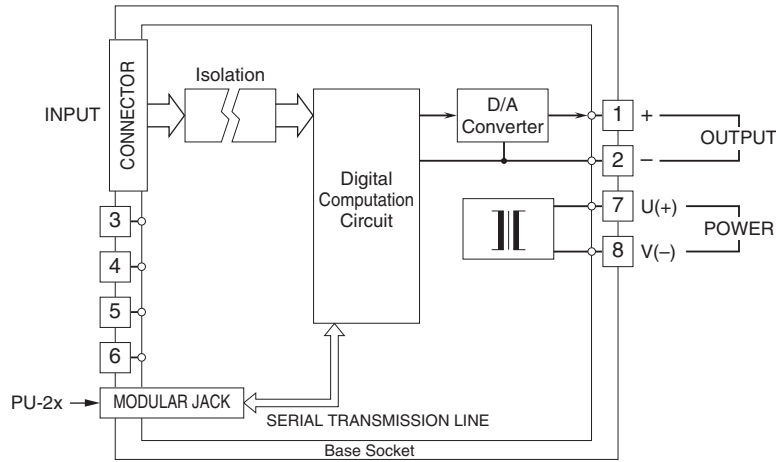 Isolation
INPUT
CONNECTOR
D/A
Converter
1
+
OUTPUT
2
–
Digital
Computation
Circuit
3
7
U(+)
POWER
4
8
V(–)
5
6
PU-2x
MODULAR JACK
SERIAL TRANSMISSION LINE
Base Socket